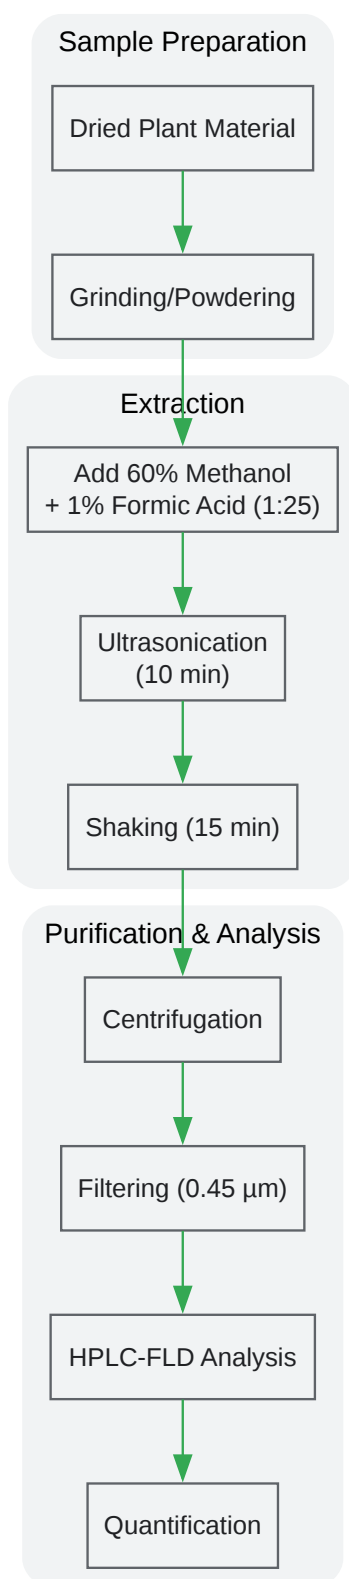 Sample Preparation
Dried Plant Material
Grinding/Powdering
Extraction
Add 60% Methanol
+ 1% Formic Acid (1:25)
Ultrasonication
(10 min)
Shaking (15 min)
Purification & Analysis
Centrifugation
Filtering (0.45 µm)
HPLC-FLD Analysis
Quantification